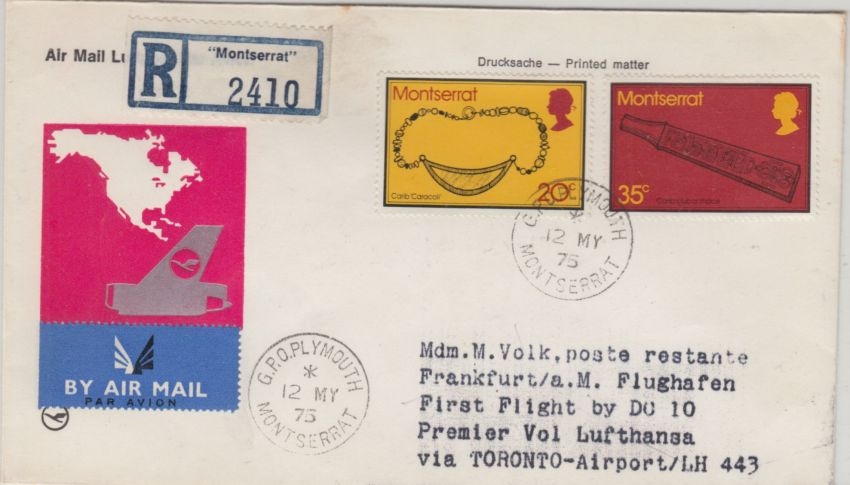 Air Mail Lu
R "Montserrat"
2410
Drucksache — Printed matter
Montserrat
20c
Carib 'Caracoli'
Montserrat
35c
G.P.O. PLYMOUTH
*
12 MY
75
MONTSERRAT
BY AIR MAIL
PAR AVION
G.P.O. PLYMOUTH
*
12 MY
75
MONTSERRAT
Mdm.M.Volk,poste restante
Frankfurt/a.M. Flughafen
First Flight by DC 10
Premier Vol Lufthansa
via TORONTO-Airport/LH 443